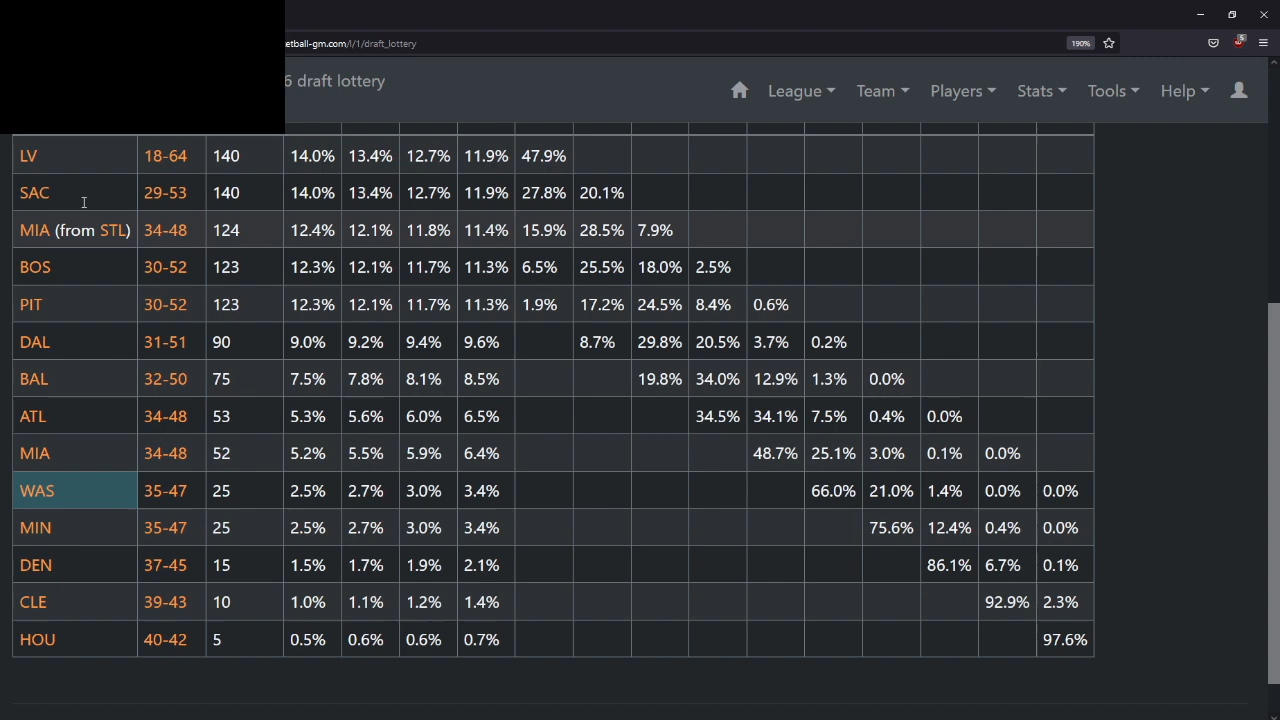 190%
etball-gm.com/l/1/draft_lottery
6 draft lottery
League Team Players Stats Tools Help
LV 18-64 140 14.0% 13.4% 12.7% 11.9% 47.9%
SAC 29-53 140 14.0% 13.4% 12.7% 11.9% 27.8% 20.1%
MIA (from STL) 34-48 124 12.4% 12.1% 11.8% 11.4% 15.9% 28.5% 7.9%
BOS 30-52 123 12.3% 12.1% 11.7% 11.3% 6.5% 25.5% 18.0% 2.5%
PIT 30-52 123 12.3% 12.1% 11.7% 11.3% 1.9% 17.2% 24.5% 8.4% 0.6%
DAL 31-51 90 9.0% 9.2% 9.4% 9.6% 8.7% 29.8% 20.5% 3.7% 0.2%
BAL 32-50 75 7.5% 7.8% 8.1% 8.5% 19.8% 34.0% 12.9% 1.3% 0.0%
ATL 34-48 53 5.3% 5.6% 6.0% 6.5% 34.5% 34.1% 7.5% 0.4% 0.0%
MIA 34-48 52 5.2% 5.5% 5.9% 6.4% 48.7% 25.1% 3.0% 0.1% 0.0%
WAS 35-47 25 2.5% 2.7% 3.0% 3.4% 66.0% 21.0% 1.4% 0.0% 0.0%
MIN 35-47 25 2.5% 2.7% 3.0% 3.4% 75.6% 12.4% 0.4% 0.0%
DEN 37-45 15 1.5% 1.7% 1.9% 2.1% 86.1% 6.7% 0.1%
CLE 39-43 10 1.0% 1.1% 1.2% 1.4% 92.9% 2.3%
HOU 40-42 5 0.5% 0.6% 0.6% 0.7% 97.6%